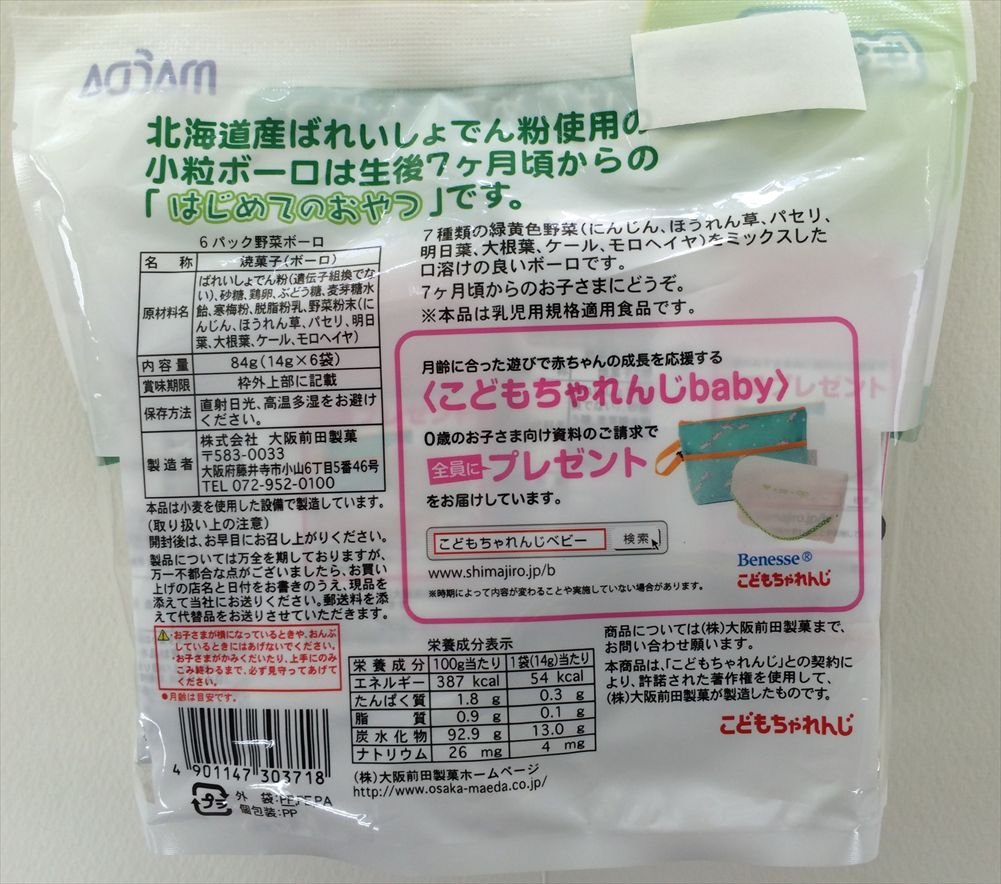 MAEDA
北海道産ばれいしょでん粉使用の
小粒ボーロは生後7ヶ月頃からの
「はじめてのおやつ」です。
6パック野菜ボーロ
名 称 焼菓子(ボーロ)
原材料名 ばれいしょでん粉(遺伝子組換でな
い)、砂糖、鶏卵、ぶどう糖、麦芽糖水
飴、寒梅粉、脱脂粉乳、野菜粉末(に
んじん、ほうれん草、パセリ、明日
葉、大根葉、ケール、モロヘイヤ)
内容量 84g(14g×6袋)
賞味期限 枠外上部に記載
保存方法 直射日光、高温多湿をお避け
ください。
製造者 株式会社 大阪前田製菓
〒583-0033
大阪府藤井寺市小山6丁目5番46号
TEL 072-952-0100
本品は小麦を使用した設備で製造しています。
(取り扱い上の注意)
開封後は、お早目にお召し上がりください。
製品については万全を期しておりますが、
万一不都合な点がございましたら、お買い
上げの店名と日付をお書きのうえ、現品を
添えて当社にお送りください。郵送料を添
えて代替品をお送りさせていただきます。
・お子さまが横になっているときや、おんぶ
しているときにはあげないでください。
・お子さまがかみくだいたり、上手にのみ
こみ終わるまで、必ず見守ってあげて
ください。
●月齢は目安です。
4 901147 303718
プラ
外 袋:PP,PE,PA
個包装:PP
7種類の緑黄色野菜(にんじん、ほうれん草、パセリ、
明日葉、大根葉、ケール、モロヘイヤ)をミックスした
口溶けの良いボーロです。
7ヶ月頃からのお子さまにどうぞ。
※本品は乳児用規格適用食品です。
月齢に合った遊びで赤ちゃんの成長を応援する
〈こどもちゃれんじbaby〉
0歳のお子さま向け資料のご請求で
全員にプレゼント
をお届けしています。
こどもちゃれんじベビー 検索
www.shimajiro.jp/b
※時期によって内容が変わることや実施していない場合があります。
Benesse®
こどもちゃれんじ
栄養成分表示
栄養成分 100g当たり 1袋(14g)当たり
エネルギー 387 kcal 54 kcal
たんぱく質 1.8 g 0.3 g
脂 質 0.9 g 0.1 g
炭水化物 92.9 g 13.0 g
ナトリウム 26 mg 4 mg
(株)大阪前田製菓ホームページ
http://www.osaka-maeda.co.jp/
商品については(株)大阪前田製菓まで、
お問い合わせ願います。
本商品は、「こどもちゃれんじ」との契約に
より、許諾された著作権を使用して、
(株)大阪前田製菓が製造したものです。
こどもちゃれんじ